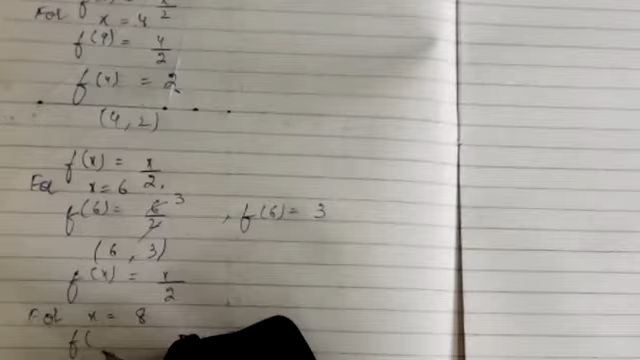 f(x) = x/2
For x = 4
f(4) = 4/2
f(4) = 2
(4, 2)
f(x) = x/2
For x = 6
f(6) = 6/2 3 , f(6) = 3
(6, 3)
f(x) = x/2
For x = 8
f(